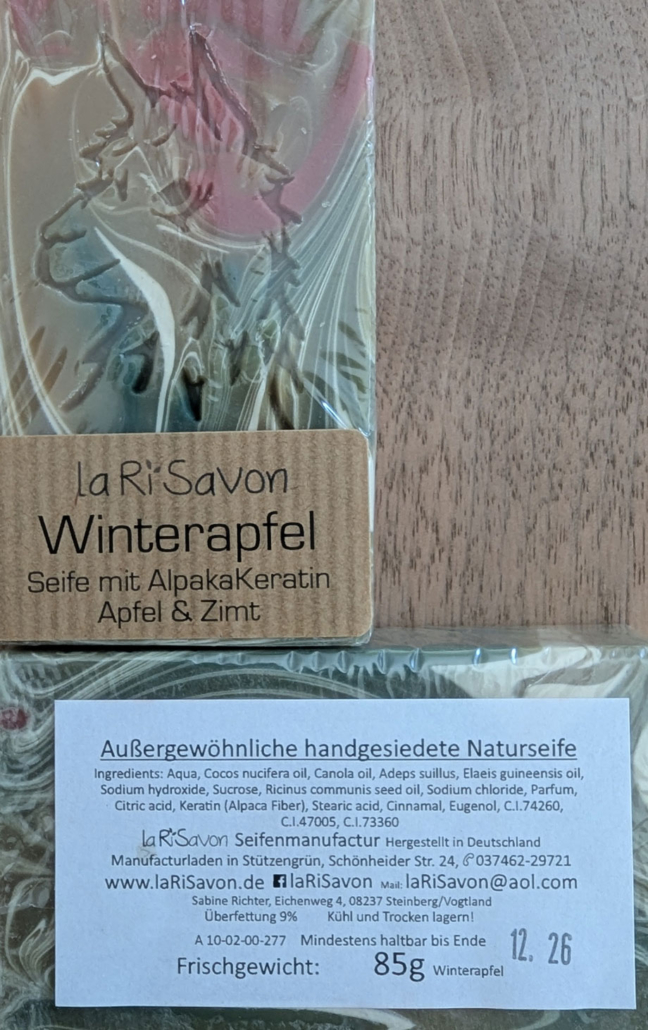 laRiSavon
Winterapfel
Seife mit AlpakaKeratin
Apfel & Zimt
Außergewöhnliche handgesiedete Naturseife
Ingredients: Aqua, Cocos nucifera oil, Canola oil, Adeps suillus, Elaeis guineensis oil,
Sodium hydroxide, Sucrose, Ricinus communis seed oil, Sodium chloride, Parfum,
Citric acid, Keratin (Alpaca Fiber), Stearic acid, Cinnamal, Eugenol, C.I.74260,
C.I.47005, C.I.73360
laRiSavon Seifenmanufactur Hergestellt in Deutschland
Manufacturladen in Stützengrün, Schönheider Str. 24, ✆037462-29721
www.laRiSavon.de laRiSavon Mail: laRiSavon@aol.com
Sabine Richter, Eichenweg 4, 08237 Steinberg/Vogtland
Überfettung 9% Kühl und Trocken lagern!
A 10-02-00-277 Mindestens haltbar bis Ende 12. 26
Frischgewicht: 85g Winterapfel